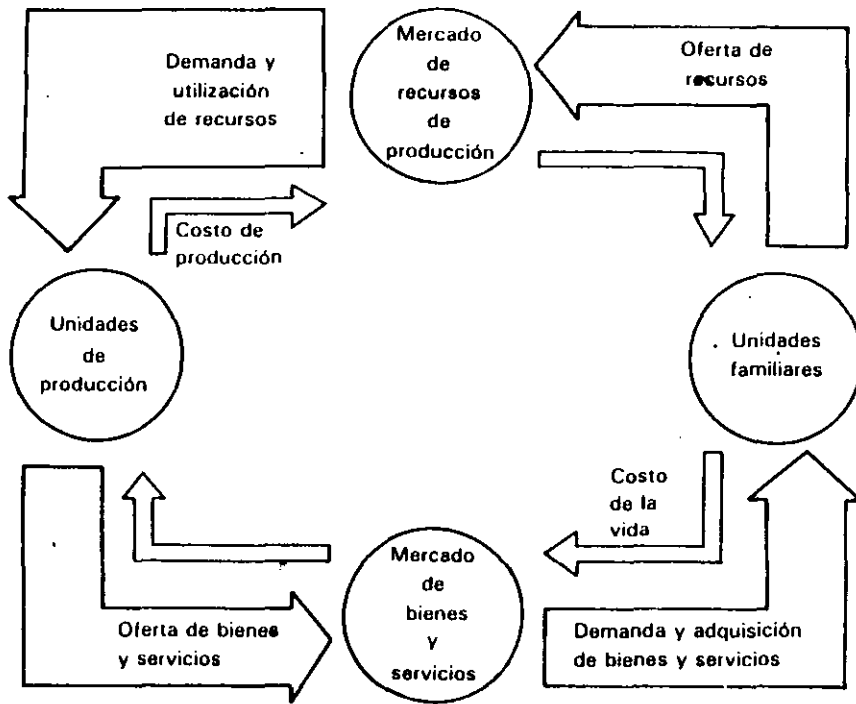 Mercado
de
recursos
de
producción
Demanda y
utilización
de recursos
Oferta de
recursos
Costo de
producción
Unidades
de
producción
Unidades
familiares
Costo
de la
vida
Mercado
de
bienes
y
servicios
Oferta de bienes
y servicios
Demanda y adquisición
de bienes y servicios